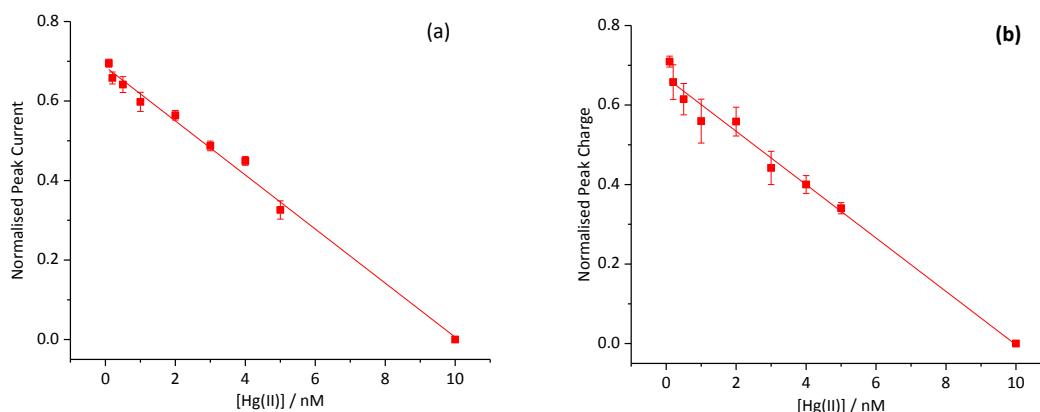 (a)
Normalised Peak Current
0.8
0.6
0.4
0.2
0.0
0 2 4 6 8 10
[Hg(II)] / nM
(b)
Normalised Peak Charge
0.8
0.6
0.4
0.2
0.0
0 2 4 6 8 10
[Hg(II)] / nM